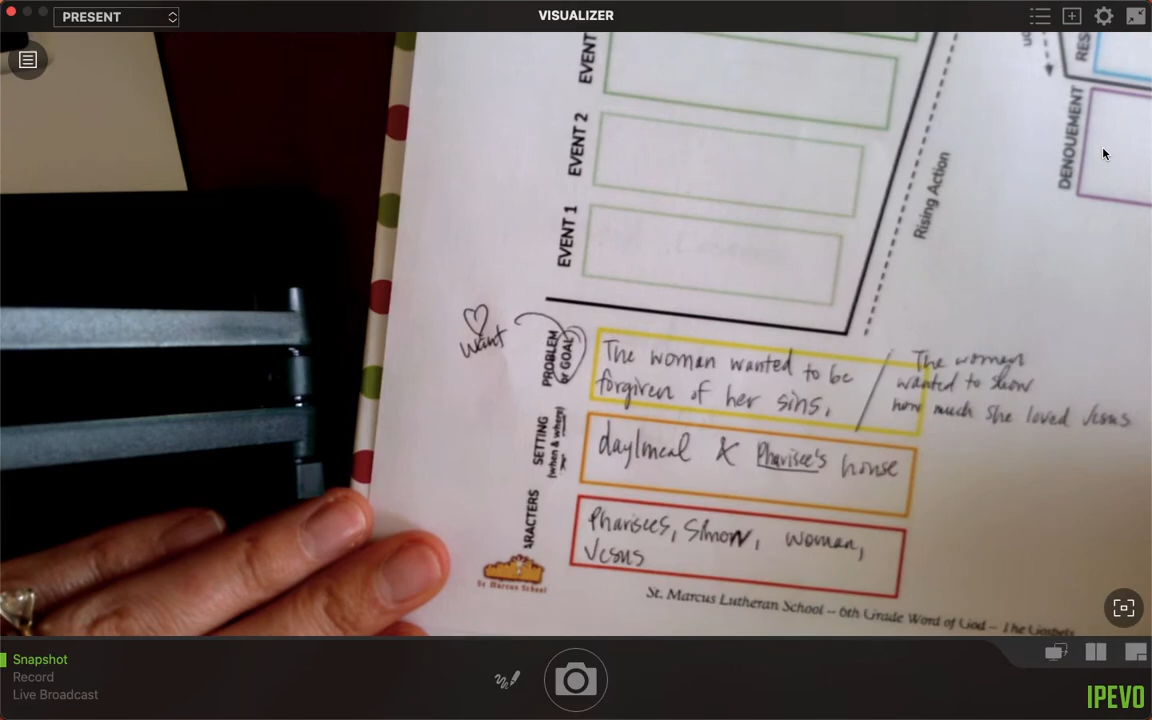 PRESENT
VISUALIZER
EVENT
EVENT 2
EVENT 1
Rising Action
RES
DENOUEMENT
want
PROBLEM
or GOAL
The woman wanted to be
forgiven of her sins.
The woman
wanted to show
how much she loved Jesus
SETTING
(when & where)
day/meal & Pharisee's house
ARACTERS
Pharisees, Simon, woman,
Jesus
St. Marcus School
St. Marcus Lutheran School – 6th Grade Word of God – The Gospels
Snapshot
Record
Live Broadcast
IPEVO